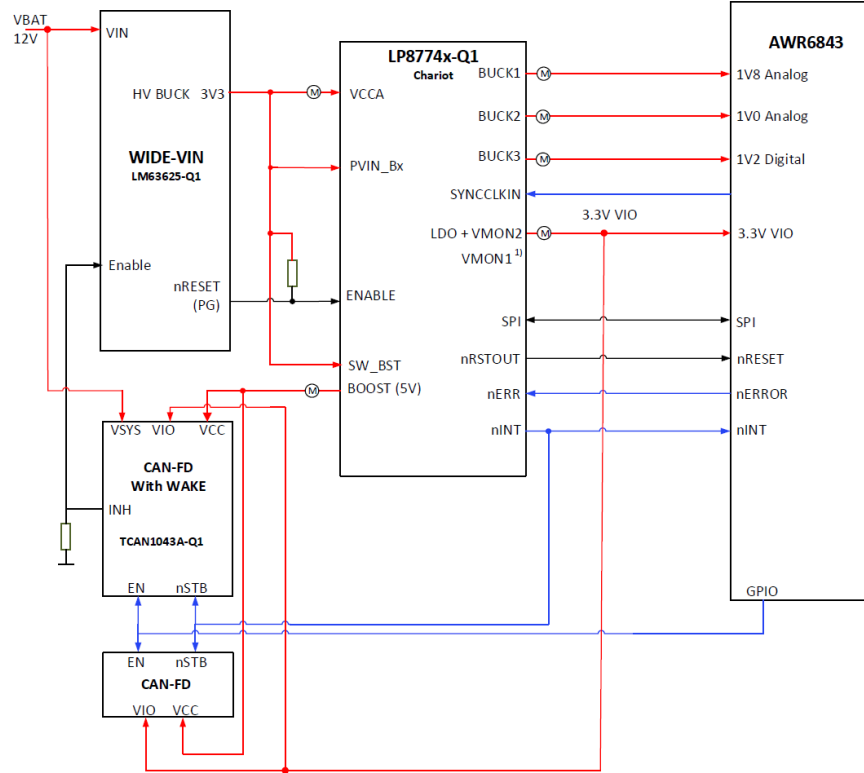 VBAT
12V
VIN
HV BUCK 3V3
WIDE-VIN
LM63625-Q1
Enable
nRESET
(PG)
LP8774x-Q1
Chariot
VCCA
PVIN_Bx
ENABLE
SW_BST
BOOST (5V)
BUCK1
BUCK2
BUCK3
SYNCCLKIN
LDO + VMON2
VMON1 1)
SPI
nRSTOUT
nERR
nINT
M
M
M
M
M
M
3.3V VIO
AWR6843
1V8 Analog
1V0 Analog
1V2 Digital
3.3V VIO
SPI
nRESET
nERROR
nINT
GPIO
VSYS VIO VCC
CAN-FD
With WAKE
INH
TCAN1043A-Q1
EN nSTB
EN nSTB
CAN-FD
VIO VCC